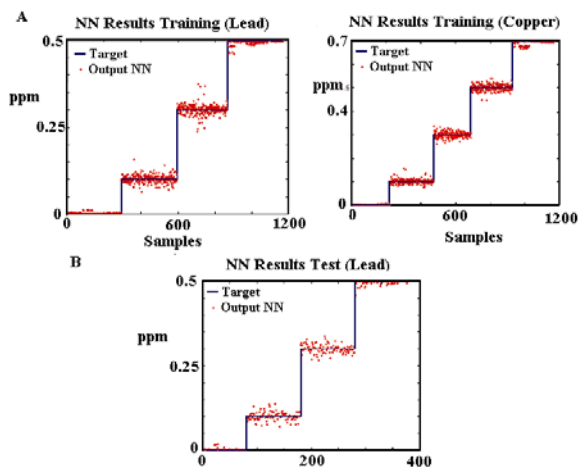 A
NN Results Training (Lead)
0.5
Target
Output NN
ppm
0.25
0
0
600
1200
Samples
NN Results Training (Copper)
0.7
Target
Output NN
ppm
0.4
0
0
600
1200
Samples
B
NN Results Test (Lead)
0.5
Target
Output NN
ppm
0.25
0
0
200
400